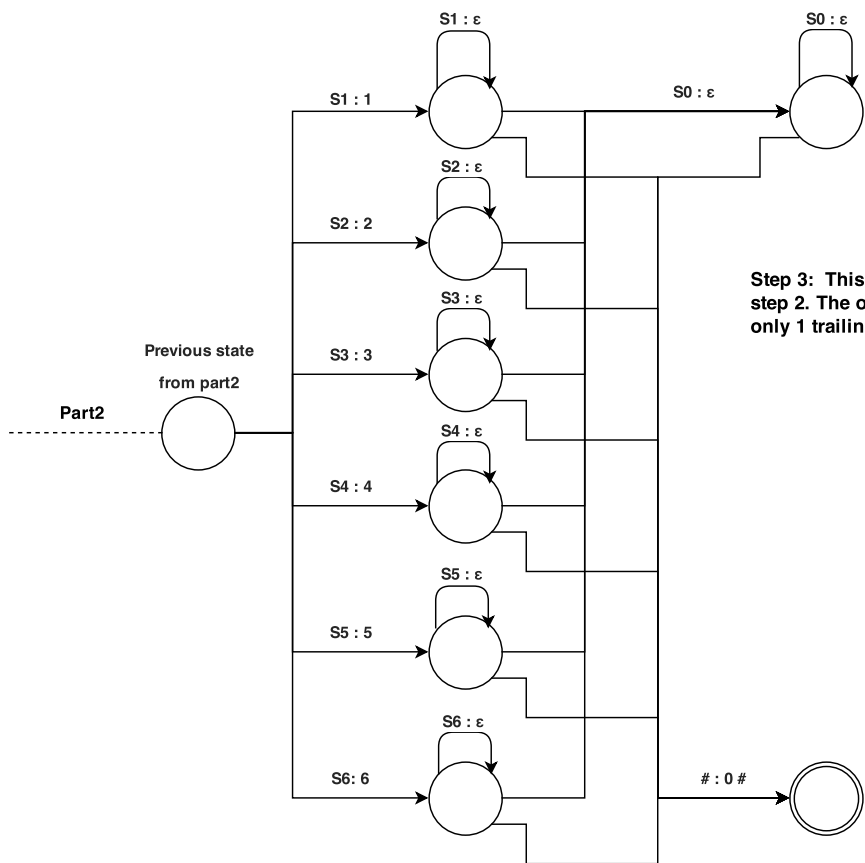 S1 : ε
S0 : ε
S1 : 1
S0 : ε
S2 : ε
S2 : 2
Step 3: This
step 2. The o
only 1 trailin
S3 : ε
S3 : 3
Previous state
from part2
Part2
S4 : ε
S4 : 4
S5 : ε
S5 : 5
S6 : ε
S6: 6
# : 0 #